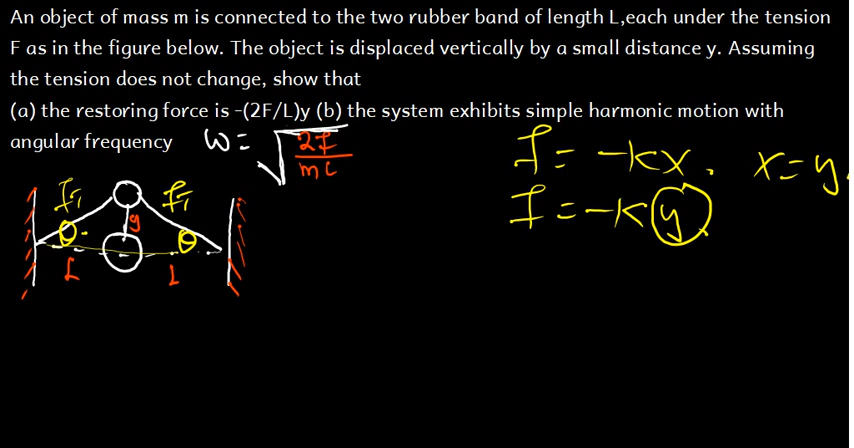 An object of mass m is connected to the two rubber band of length L,each under the tension
F as in the figure below. The object is displaced vertically by a small distance y. Assuming
the tension does not change, show that
(a) the restoring force is -(2F/L)y (b) the system exhibits simple harmonic motion with
angular frequency ω = √(2F/mL)
F = -kx, x = y,
F = -ky
F₁ F₁
y
θ θ
L L